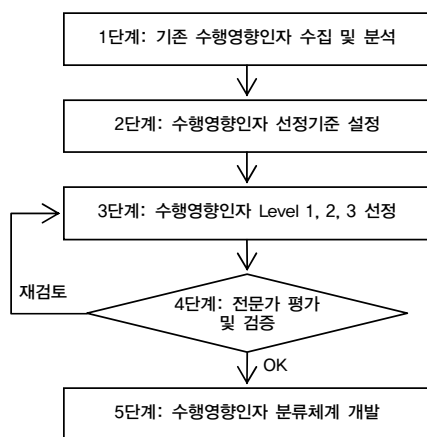 1단계: 기존 수행영향인자 수집 및 분석
2단계: 수행영향인자 선정기준 설정
3단계: 수행영향인자 Level 1, 2, 3 선정
재검토
4단계: 전문가 평가
및 검증
OK
5단계: 수행영향인자 분류체계 개발